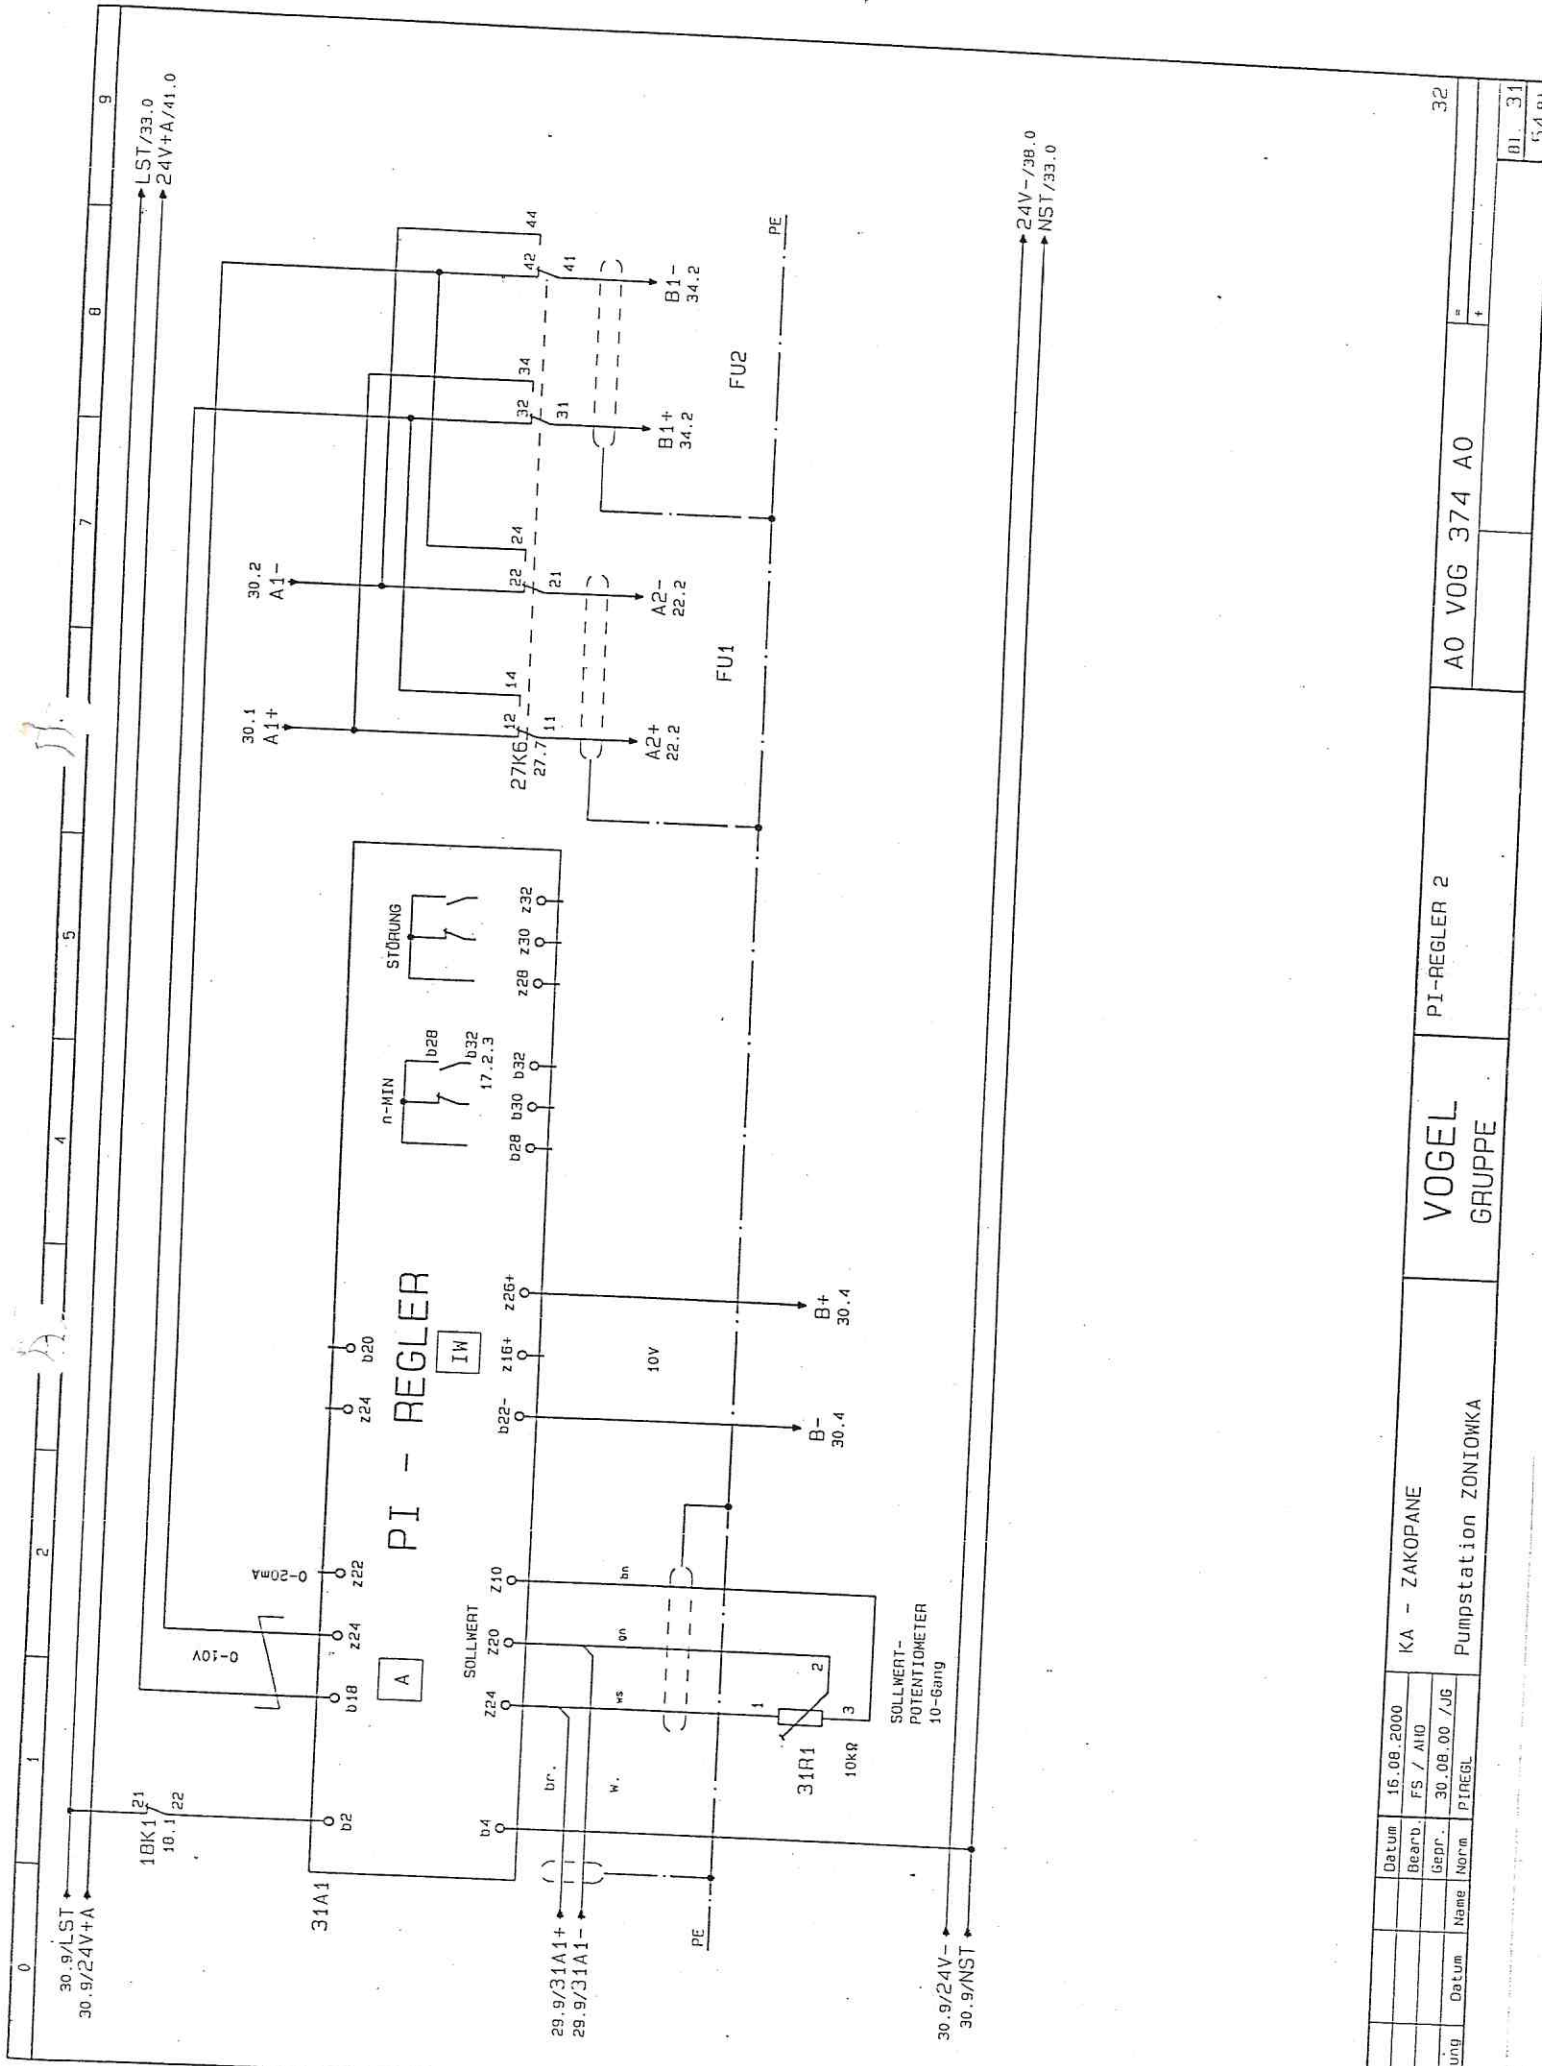 0 1 2 4 5 7 8 9
30.9/LST
30.9/24V+A
LST/33.0
24V+A/41.0
18K1
18.1
21
22
0-10V
0-20mA
30.1
A1+
30.2
A1-
31A1
b2
b18
z24
z22
z24
b20
A
PI - REGLER
IW
n-MIN
b28
b32
17.2.3
STÖRUNG
SOLLWERT
b4
Z24
Z20
Z10
b22-
z16+
z26+
b28
b30
b32
z28
z30
z32
27K6
27.7
12
14
11
22
24
21
32
34
31
42
44
41
A2+
22.2
A2-
22.2
B1+
34.2
B1-
34.2
FU1
FU2
PE
29.9/31A1+
29.9/31A1-
br.
w.
ws
gn
bn
10V
B-
30.4
B+
30.4
PE
31R1
1
2
3
10kΩ
SOLLWERT-
POTENTIOMETER
10-Gang
30.9/24V-
30.9/NST
24V-/38.0
NST/33.0
32
Datum 16.08.2000
Bearb. FS / AHO
Gepr. 30.08.00 /JG
Datum Name Norm PIREGL
KA - ZAKOPANE
Pumpstation ZONIOWKA
VOGEL
GRUPPE
PI-REGLER 2
AO VOG 374 AO
=
+
Bl. 31